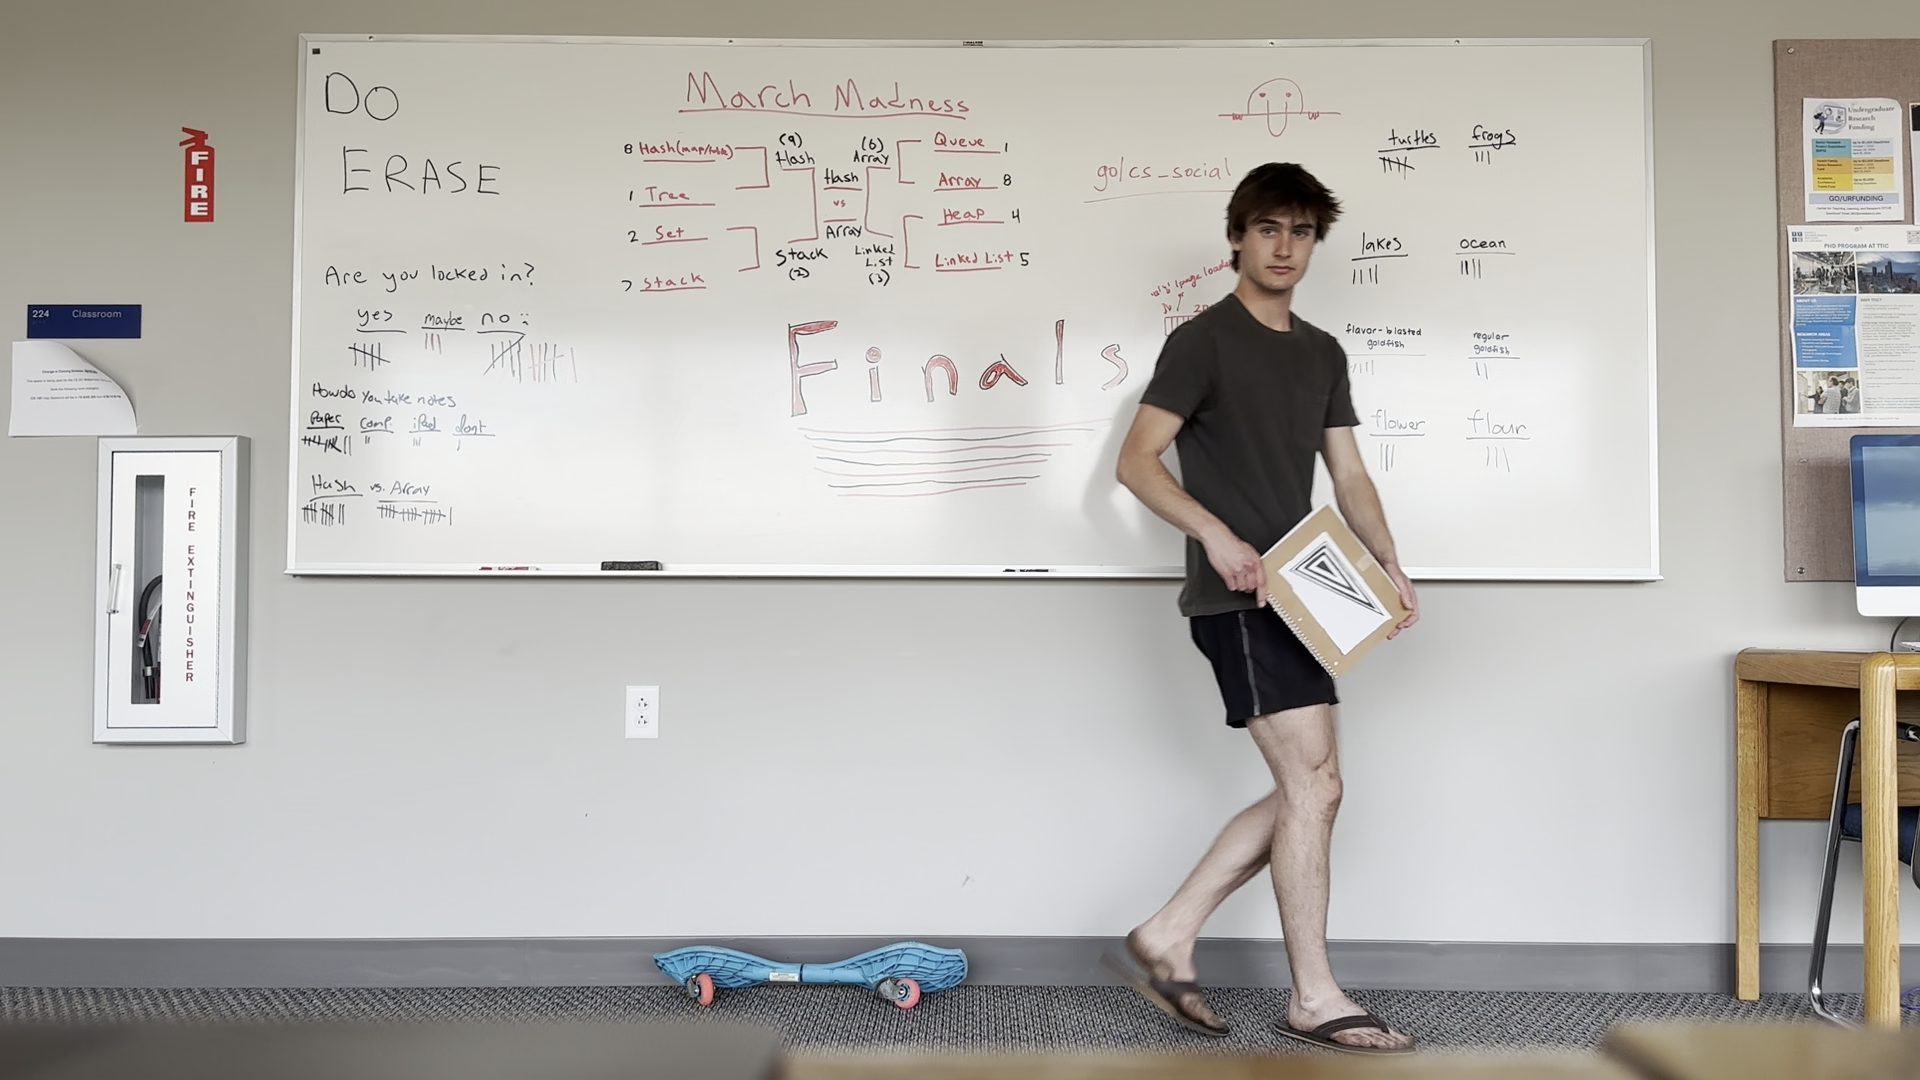 Do
ERASE
March Madness
8 Hash(map/table)
1 Tree
2 Set
7 Stack
(9)
Hash
(6)
Array
Hash
vs
Array
Stack
(2)
Linked
List
(3)
Queue 1
Array 8
Heap 4
Linked List 5
go/cs_social
turtles frogs
lakes ocean
flavor-blasted
goldfish
regular
goldfish
flower flour
Are you locked in?
yes maybe no :
How do you take notes
Paper comp. iPad dont
Hash vs. Array
Finals
FIRE
224 Classroom
FIRE EXTINGUISHER
Undergraduate
Research
Funding
GO/URFUNDING
PHD PROGRAM AT TTIC